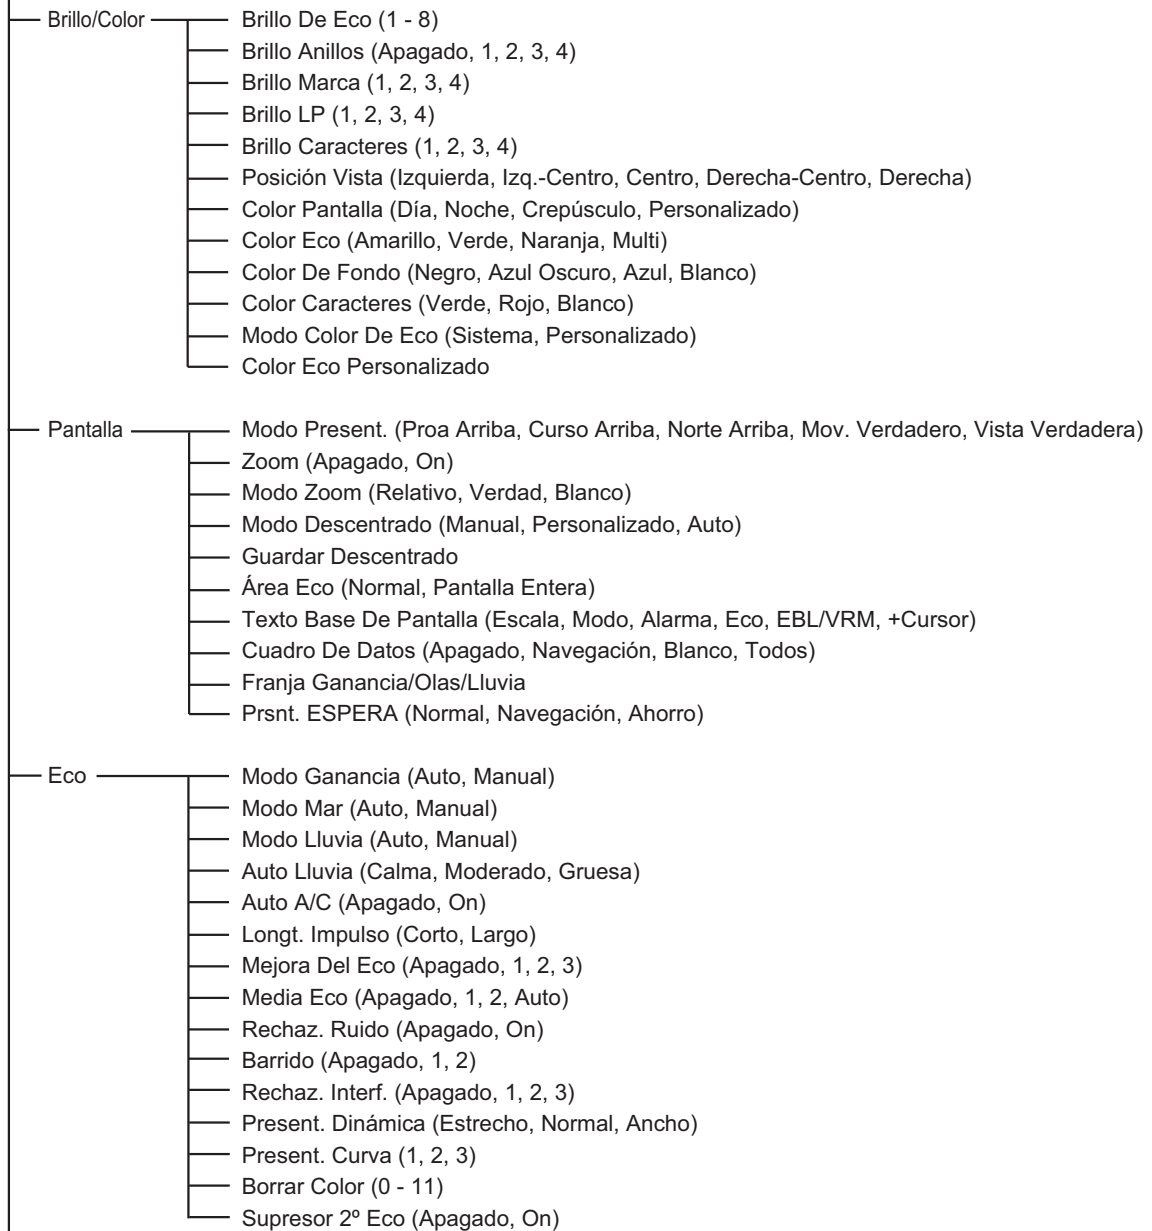 Brillo/Color Brillo De Eco (1 - 8)
Brillo Anillos (Apagado, 1, 2, 3, 4)
Brillo Marca (1, 2, 3, 4)
Brillo LP (1, 2, 3, 4)
Brillo Caracteres (1, 2, 3, 4)
Posición Vista (Izquierda, Izq.-Centro, Centro, Derecha-Centro, Derecha)
Color Pantalla (Día, Noche, Crepúsculo, Personalizado)
Color Eco (Amarillo, Verde, Naranja, Multi)
Color De Fondo (Negro, Azul Oscuro, Azul, Blanco)
Color Caracteres (Verde, Rojo, Blanco)
Modo Color De Eco (Sistema, Personalizado)
Color Eco Personalizado
Pantalla Modo Present. (Proa Arriba, Curso Arriba, Norte Arriba, Mov. Verdadero, Vista Verdadera)
Zoom (Apagado, On)
Modo Zoom (Relativo, Verdad, Blanco)
Modo Descentrado (Manual, Personalizado, Auto)
Guardar Descentrado
Área Eco (Normal, Pantalla Entera)
Texto Base De Pantalla (Escala, Modo, Alarma, Eco, EBL/VRM, +Cursor)
Cuadro De Datos (Apagado, Navegación, Blanco, Todos)
Franja Ganancia/Olas/Lluvia
Prsnt. ESPERA (Normal, Navegación, Ahorro)
Eco Modo Ganancia (Auto, Manual)
Modo Mar (Auto, Manual)
Modo Lluvia (Auto, Manual)
Auto Lluvia (Calma, Moderado, Gruesa)
Auto A/C (Apagado, On)
Longt. Impulso (Corto, Largo)
Mejora Del Eco (Apagado, 1, 2, 3)
Media Eco (Apagado, 1, 2, Auto)
Rechaz. Ruido (Apagado, On)
Barrido (Apagado, 1, 2)
Rechaz. Interf. (Apagado, 1, 2, 3)
Present. Dinámica (Estrecho, Normal, Ancho)
Present. Curva (1, 2, 3)
Borrar Color (0 - 11)
Supresor 2º Eco (Apagado, On)